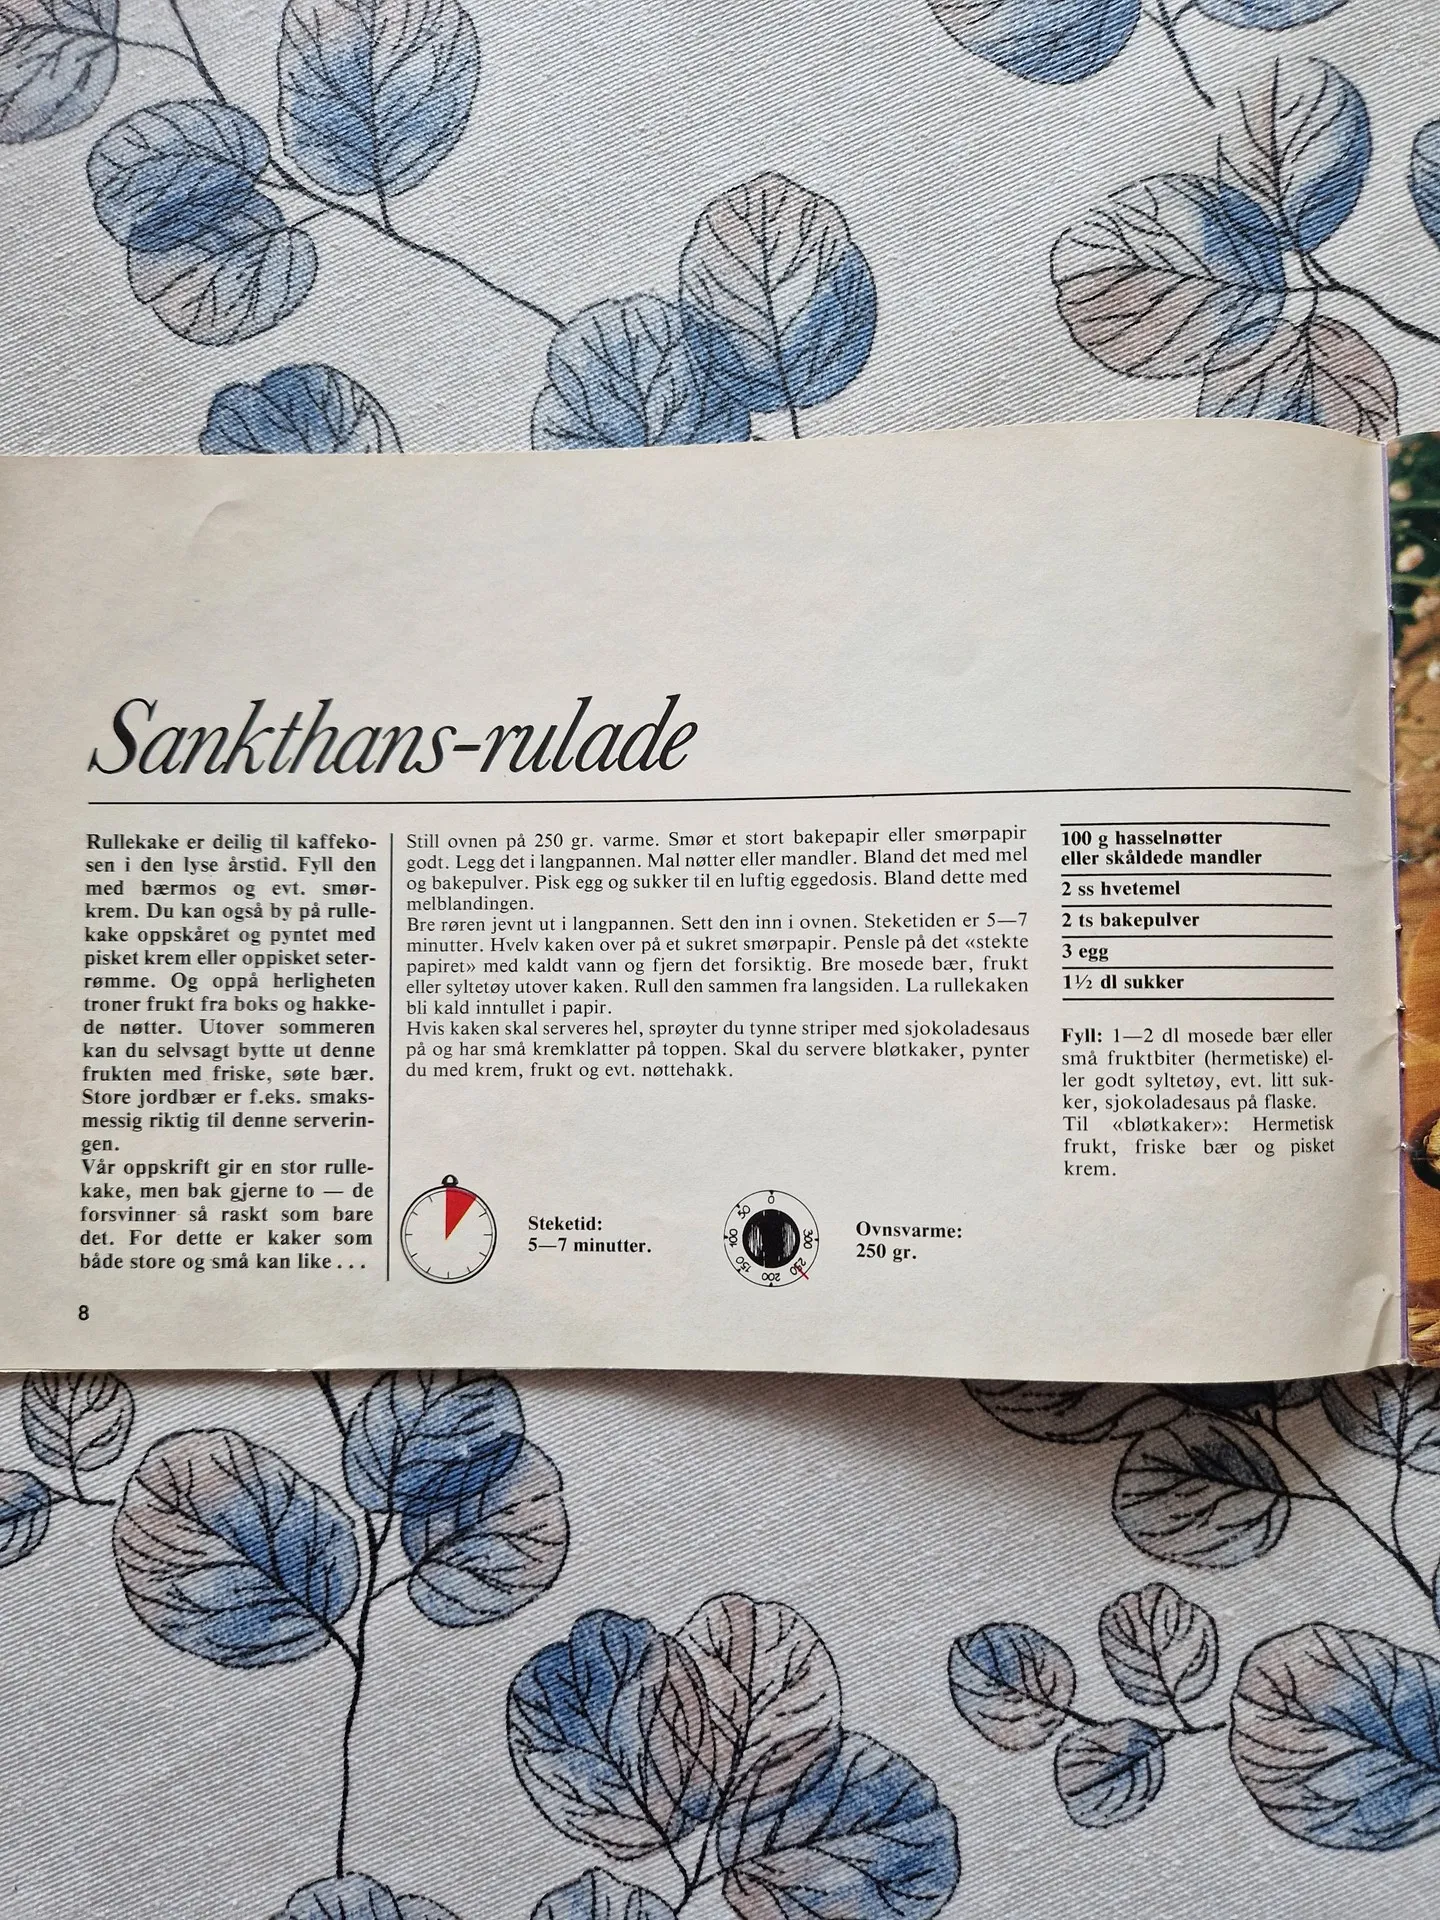 Sankthans-rulade
Rullekake er deilig til kaffeko-
sen i den lyse årstid. Fyll den
med bærmos og evt. smør-
krem. Du kan også by på rulle-
kake oppskåret og pyntet med
pisket krem eller oppisket seter-
rømme. Og oppå herligheten
troner frukt fra boks og hakke-
de nøtter. Utover sommeren
kan du selvsagt bytte ut denne
frukten med friske, søte bær.
Store jordbær er f.eks. smaks-
messig riktig til denne serverin-
gen.
Vår oppskrift gir en stor rulle-
kake, men bak gjerne to — de
forsvinner så raskt som bare
det. For dette er kaker som
både store og små kan like . . .
8
Still ovnen på 250 gr. varme. Smør et stort bakepapir eller smørpapir
godt. Legg det i langpannen. Mal nøtter eller mandler. Bland det med mel
og bakepulver. Pisk egg og sukker til en luftig eggedosis. Bland dette med
melblandingen.
Bre røren jevnt ut i langpannen. Sett den inn i ovnen. Steketiden er 5—7
minutter. Hvelv kaken over på et sukret smørpapir. Pensle på det «stekte
papiret» med kaldt vann og fjern det forsiktig. Bre mosede bær, frukt
eller syltetøy utover kaken. Rull den sammen fra langsiden. La rullekaken
bli kald inntullet i papir.
Hvis kaken skal serveres hel, sprøyter du tynne striper med sjokoladesaus
på og har små kremklatter på toppen. Skal du servere bløtkaker, pynter
du med krem, frukt og evt. nøttehakk.
Steketid:
5—7 minutter.
0
50
100
150
200
250
300
Ovnsvarme:
250 gr.
100 g hasselnøtter
eller skåldede mandler
2 ss hvetemel
2 ts bakepulver
3 egg
1½ dl sukker
Fyll: 1—2 dl mosede bær eller
små fruktbiter (hermetiske) el-
ler godt syltetøy, evt. litt suk-
ker, sjokoladesaus på flaske.
Til «bløtkaker»: Hermetisk
frukt, friske bær og pisket
krem.